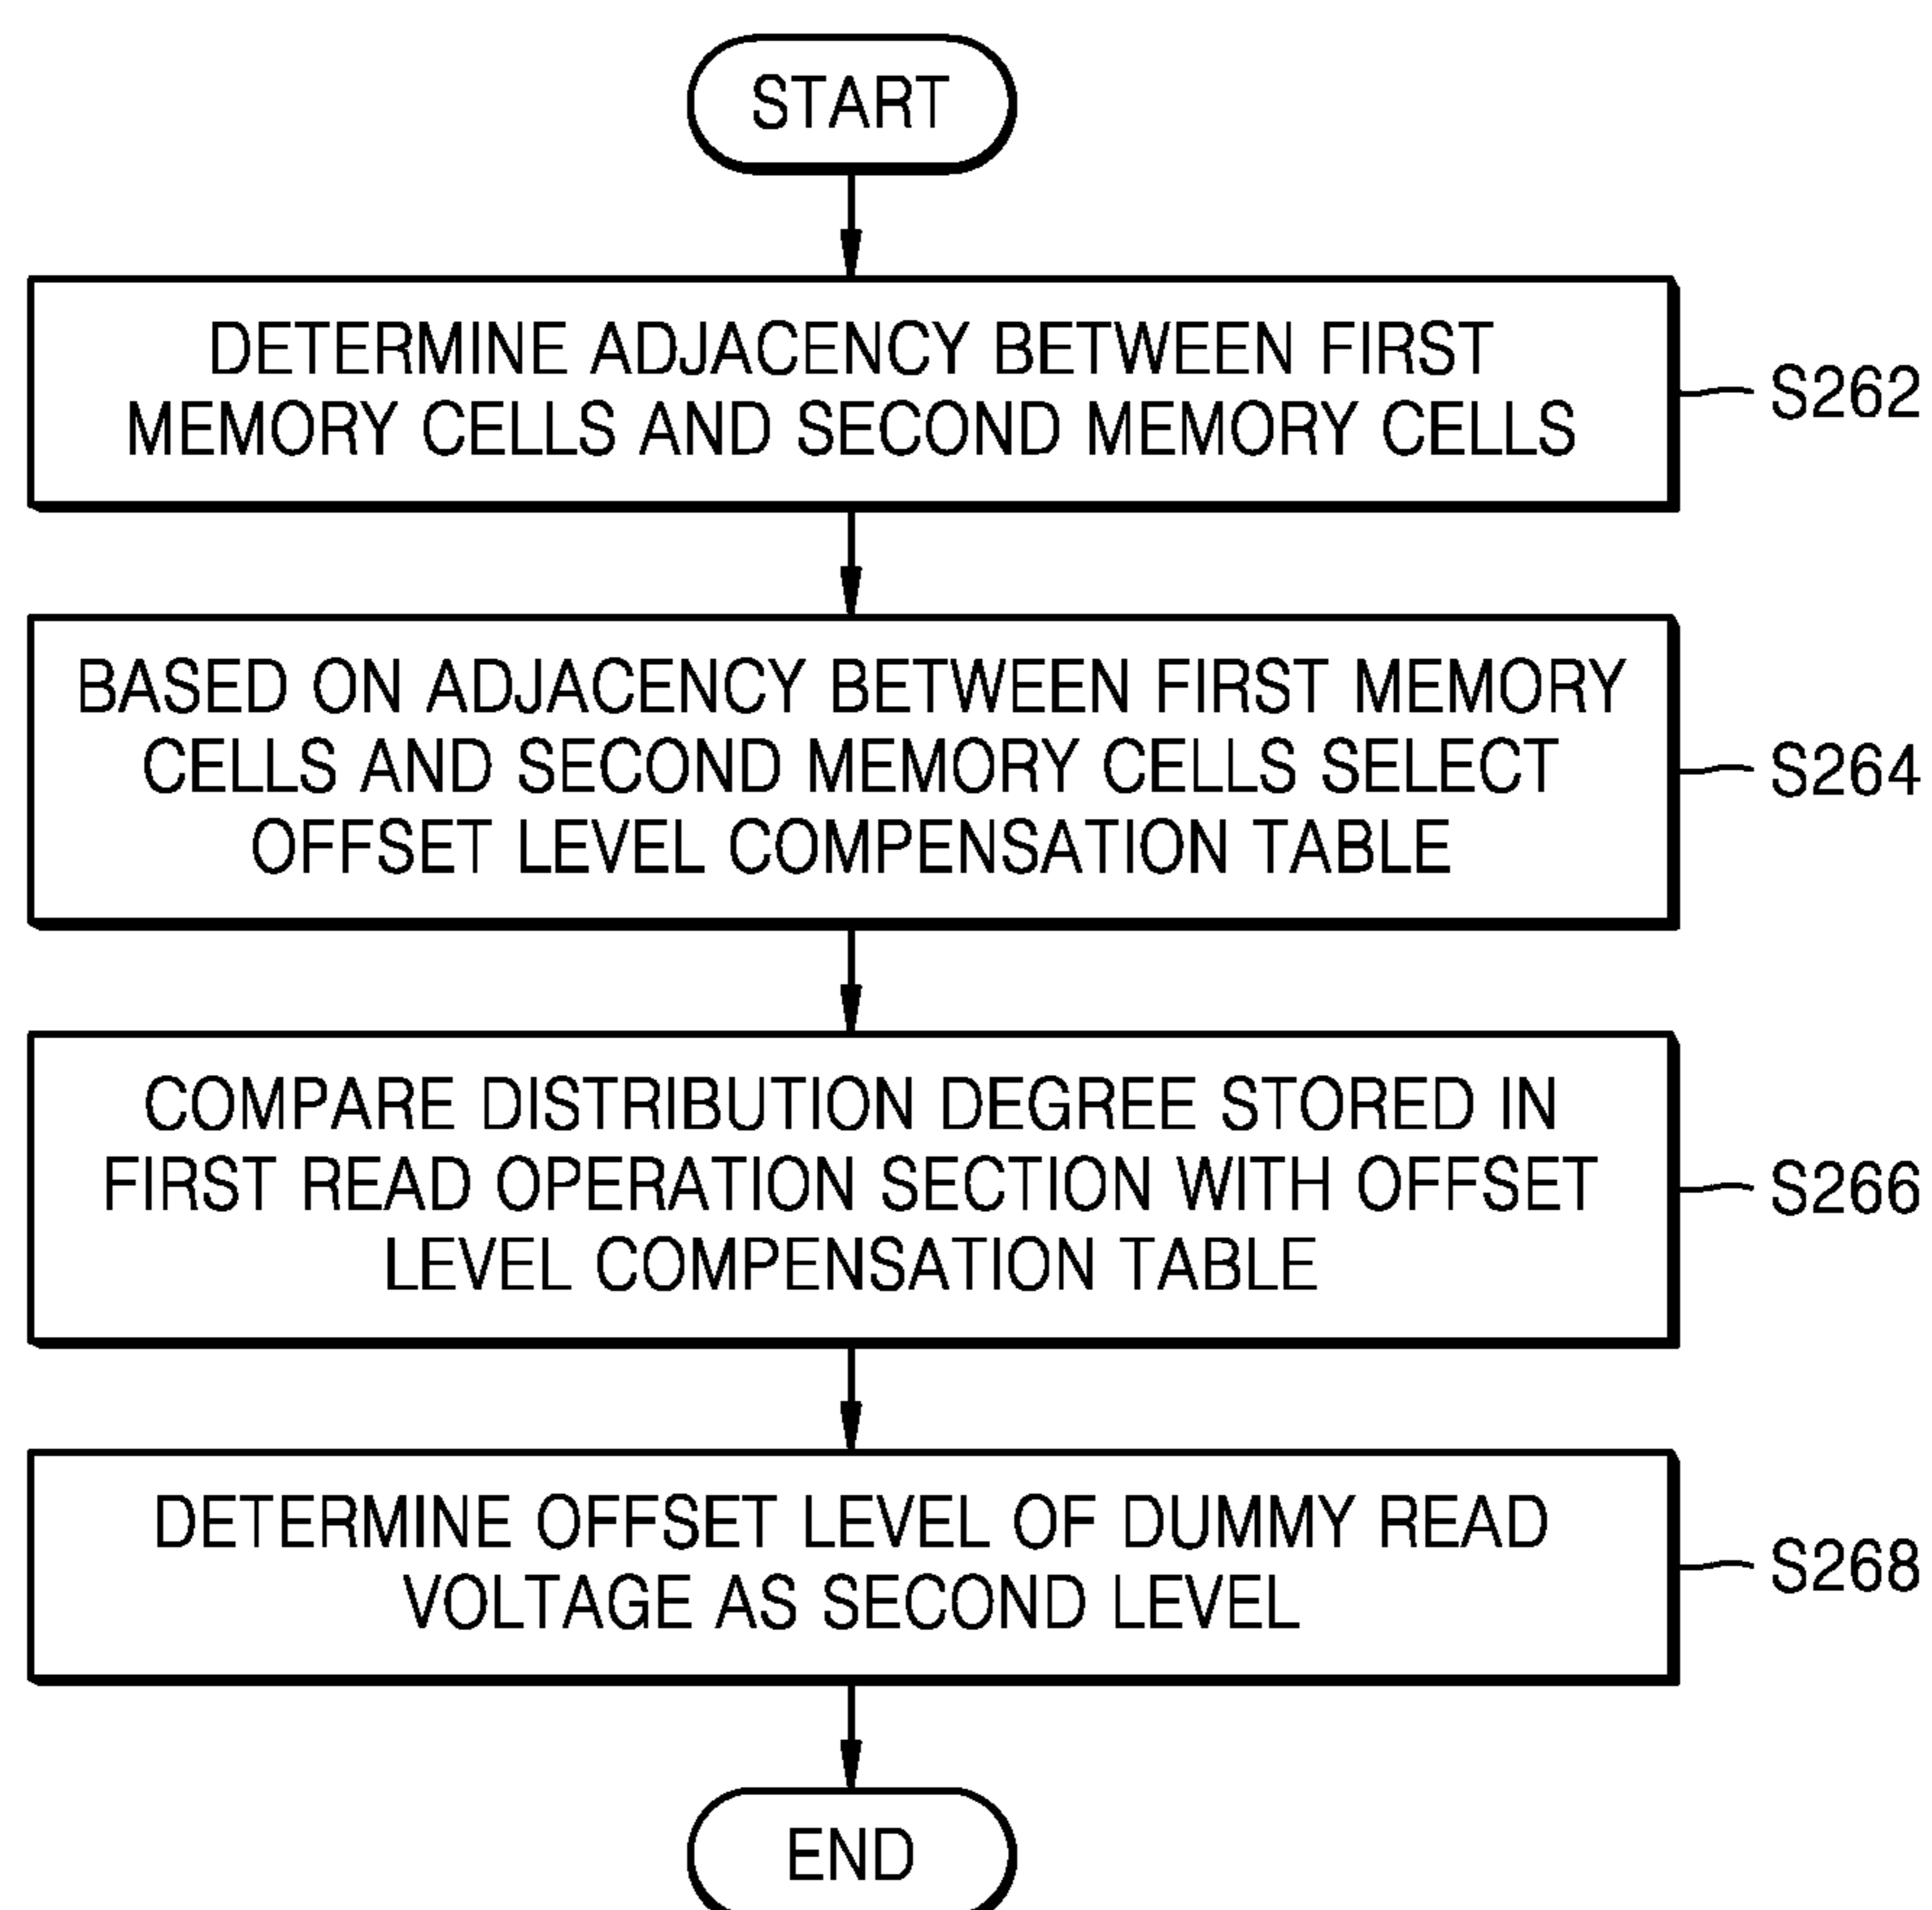 START
DETERMINE ADJACENCY BETWEEN FIRST
MEMORY CELLS AND SECOND MEMORY CELLS
S262
BASED ON ADJACENCY BETWEEN FIRST MEMORY
CELLS AND SECOND MEMORY CELLS SELECT
OFFSET LEVEL COMPENSATION TABLE
S264
COMPARE DISTRIBUTION DEGREE STORED IN
FIRST READ OPERATION SECTION WITH OFFSET
LEVEL COMPENSATION TABLE
S266
DETERMINE OFFSET LEVEL OF DUMMY READ
VOLTAGE AS SECOND LEVEL
S268
END